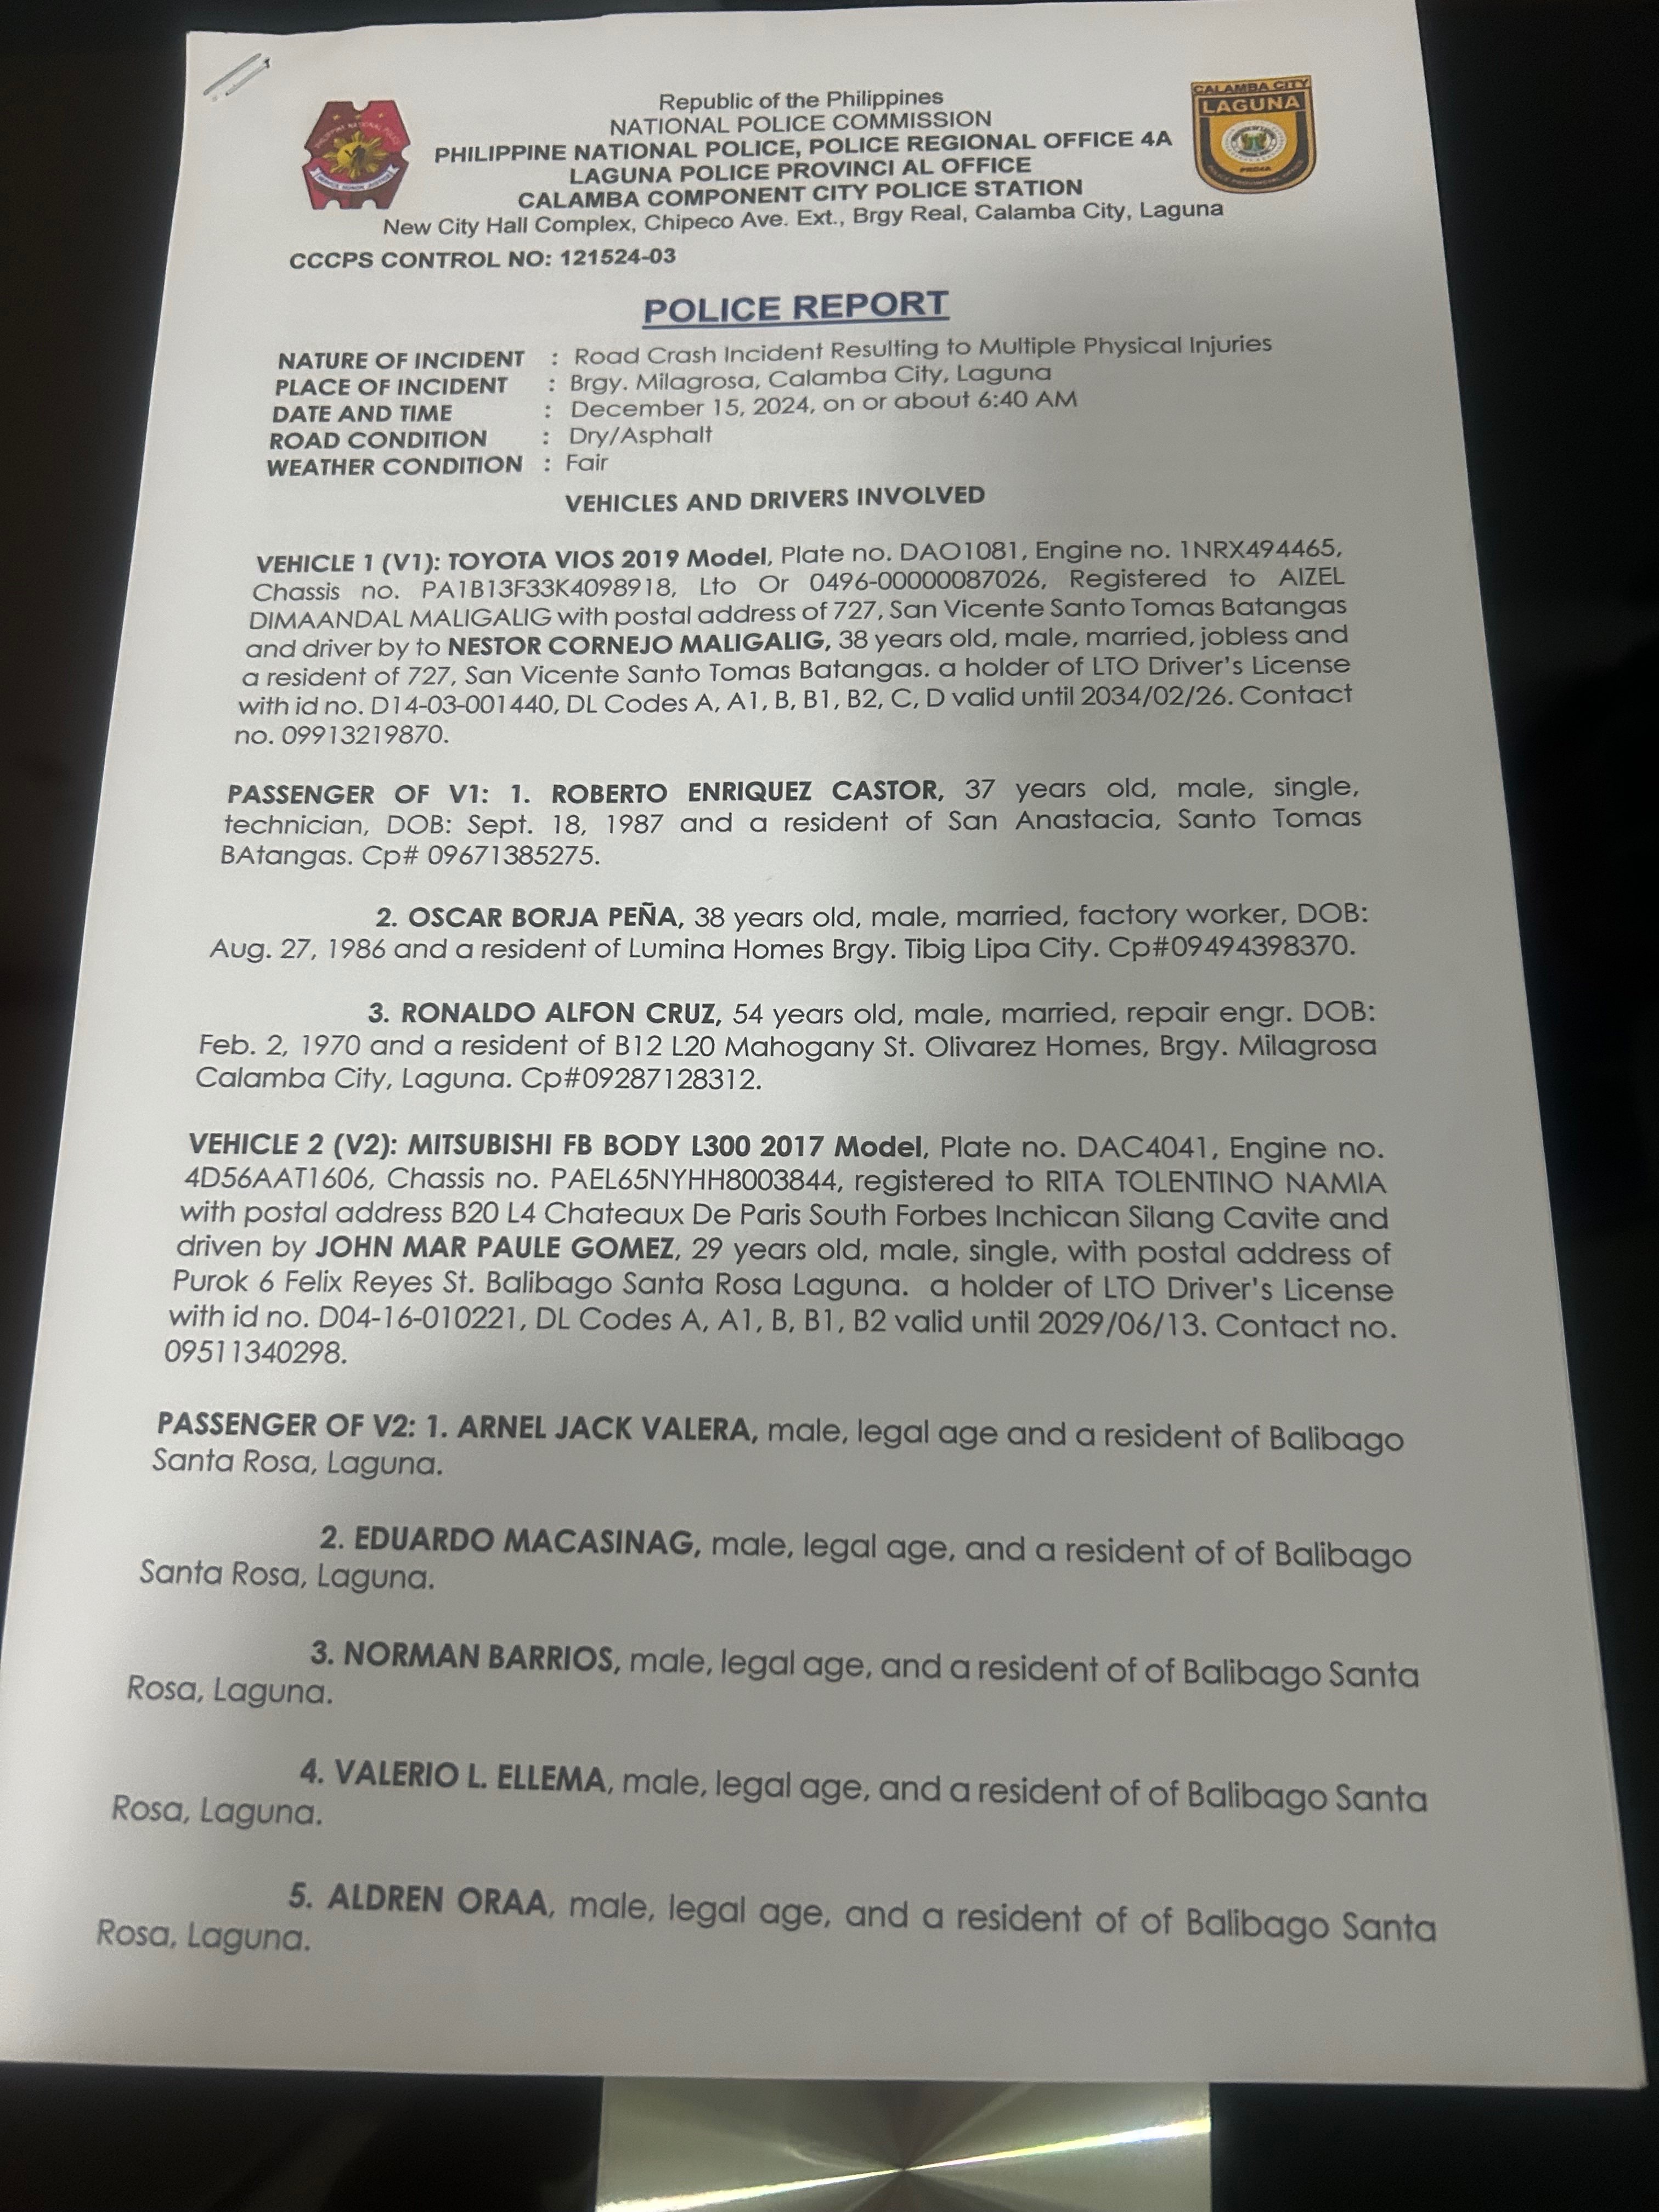 Republic of the Philippines
NATIONAL POLICE COMMISSION
PHILIPPINE NATIONAL POLICE, POLICE REGIONAL OFFICE 4A
LAGUNA POLICE PROVINCI AL OFFICE
CALAMBA COMPONENT CITY POLICE STATION
New City Hall Complex, Chipeco Ave. Ext., Brgy Real, Calamba City, Laguna
CALAMBA CITY
LAGUNA
CCCPS CONTROL NO: 121524-03
POLICE REPORT
NATURE OF INCIDENT : Road Crash Incident Resulting to Multiple Physical Injuries
PLACE OF INCIDENT : Brgy. Milagrosa, Calamba City, Laguna
DATE AND TIME : December 15, 2024, on or about 6:40 AM
ROAD CONDITION : Dry/Asphalt
WEATHER CONDITION : Fair
VEHICLES AND DRIVERS INVOLVED
VEHICLE 1 (V1): TOYOTA VIOS 2019 Model, Plate no. DAO1081, Engine no. 1NRX494465,
Chassis no. PA1B13F33K4098918, Lto Or 0496-00000087026, Registered to AIZEL
DIMAANDAL MALIGALIG with postal address of 727, San Vicente Santo Tomas Batangas
and driver by to NESTOR CORNEJO MALIGALIG, 38 years old, male, married, jobless and
a resident of 727, San Vicente Santo Tomas Batangas. a holder of LTO Driver's License
with id no. D14-03-001440, DL Codes A, A1, B, B1, B2, C, D valid until 2034/02/26. Contact
no. 09913219870.
PASSENGER OF V1: 1. ROBERTO ENRIQUEZ CASTOR, 37 years old, male, single,
technician, DOB: Sept. 18, 1987 and a resident of San Anastacia, Santo Tomas
BAtangas. Cp# 09671385275.
2. OSCAR BORJA PEÑA, 38 years old, male, married, factory worker, DOB:
Aug. 27, 1986 and a resident of Lumina Homes Brgy. Tibig Lipa City. Cp#09494398370.
3. RONALDO ALFON CRUZ, 54 years old, male, married, repair engr. DOB:
Feb. 2, 1970 and a resident of B12 L20 Mahogany St. Olivarez Homes, Brgy. Milagrosa
Calamba City, Laguna. Cp#09287128312.
VEHICLE 2 (V2): MITSUBISHI FB BODY L300 2017 Model, Plate no. DAC4041, Engine no.
4D56AAT1606, Chassis no. PAEL65NYHH8003844, registered to RITA TOLENTINO NAMIA
with postal address B20 L4 Chateaux De Paris South Forbes Inchican Silang Cavite and
driven by JOHN MAR PAULE GOMEZ, 29 years old, male, single, with postal address of
Purok 6 Felix Reyes St. Balibago Santa Rosa Laguna. a holder of LTO Driver's License
with id no. D04-16-010221, DL Codes A, A1, B, B1, B2 valid until 2029/06/13. Contact no.
09511340298.
PASSENGER OF V2: 1. ARNEL JACK VALERA, male, legal age and a resident of Balibago
Santa Rosa, Laguna.
2. EDUARDO MACASINAG, male, legal age, and a resident of of Balibago
Santa Rosa, Laguna.
3. NORMAN BARRIOS, male, legal age, and a resident of of Balibago Santa
Rosa, Laguna.
4. VALERIO L. ELLEMA, male, legal age, and a resident of of Balibago Santa
Rosa, Laguna.
5. ALDREN ORAA, male, legal age, and a resident of of Balibago Santa
Rosa, Laguna.